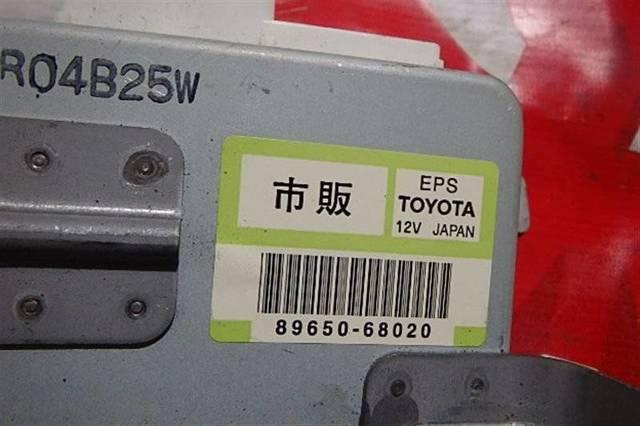 R04B25W
市販
EPS
TOYOTA
12V JAPAN
89650-68020